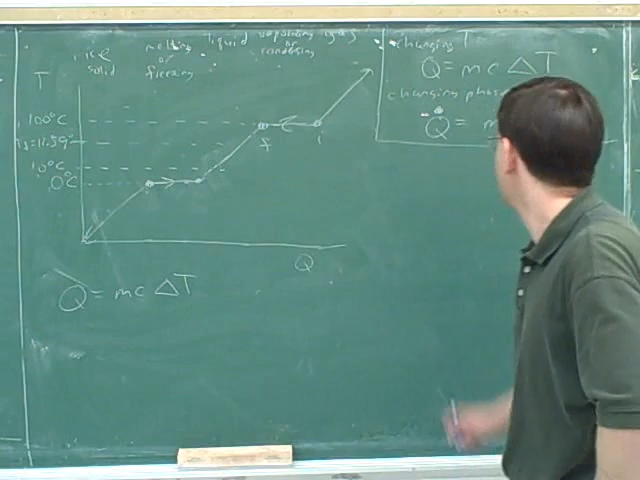 ice melting liquid vaporizing gas
solid or or
freezing condensing
changing T
Q = mc ΔT
changing phase
Q = m
T
100°C
10°C
0°C
f i
Q
Q = mc ΔT